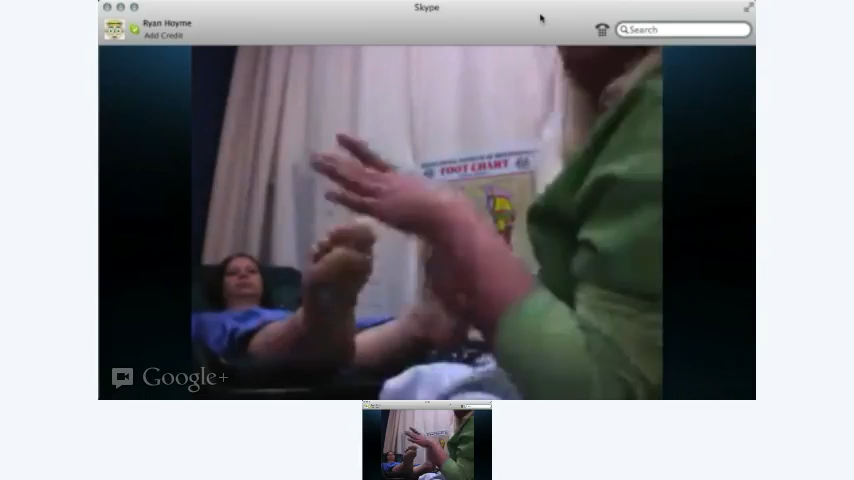 Skype
Ryan Hoyme
Add Credit
Search
FOOT CHART
Google+